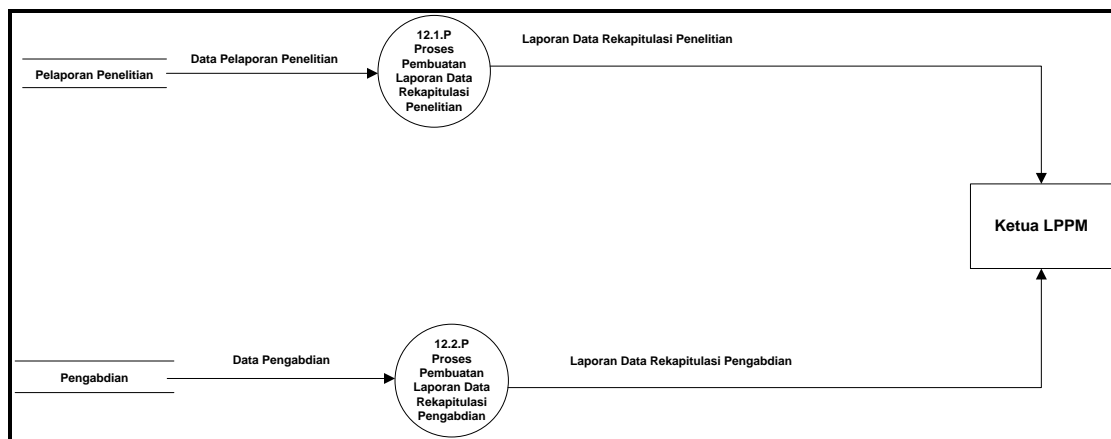 12.1.P
Proses
Pembuatan
Laporan Data
Rekapitulasi
Penelitian
Laporan Data Rekapitulasi Penelitian
Data Pelaporan Penelitian
Pelaporan Penelitian
Ketua LPPM
12.2.P
Proses
Pembuatan
Laporan Data
Rekapitulasi
Pengabdian
Data Pengabdian
Laporan Data Rekapitulasi Pengabdian
Pengabdian